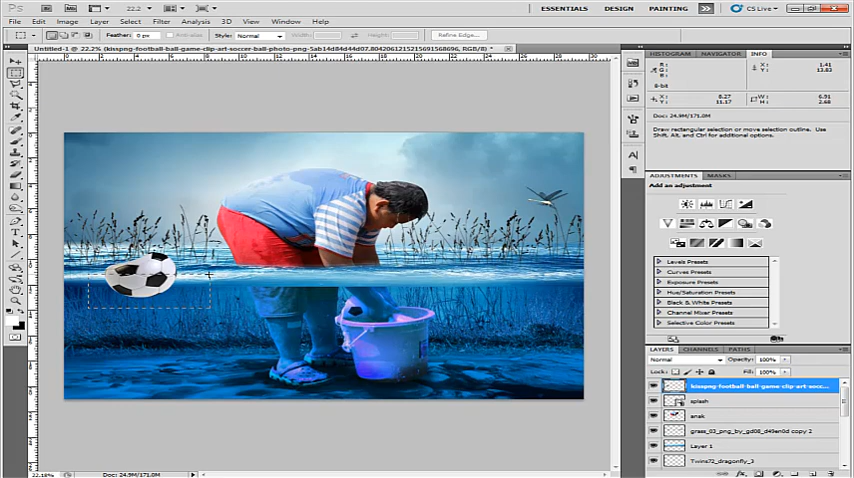 Ps Br Mb 22.2 ESSENTIALS DESIGN PAINTING >> CS Live
File Edit Image Layer Select Filter Analysis 3D View Window Help
Feather: 0 px Anti-alias Style: Normal Width: Height: Refine Edge...
Untitled-1 @ 22.2% (kisspng-football-ball-game-clip-art-soccer-ball-photo-png-5ab14d84d44d07.8042061215215691568696, RGB/8) *
HISTOGRAM NAVIGATOR INFO
R: X: 1.41
G: Y: 13.83
B:
8-bit
X: 8.27 W: 6.91
Y: 11.17 H: 2.68
Doc: 24.9M/171.0M
Draw rectangular selection or move selection outline. Use
Shift, Alt, and Ctrl for additional options.
ADJUSTMENTS MASKS
Add an adjustment
Levels Presets
Curves Presets
Exposure Presets
Hue/Saturation Presets
Black & White Presets
Channel Mixer Presets
Selective Color Presets
LAYERS CHANNELS PATHS
Normal Opacity: 100%
Lock: Fill: 100%
kisspng-football-ball-game-clip-art-socc...
splash
anak
grass_03_png_by_gd08_d49en0d copy 2
Layer 1
Twins72_dragonfly_3
22.18% Doc: 24.9M/171.0M